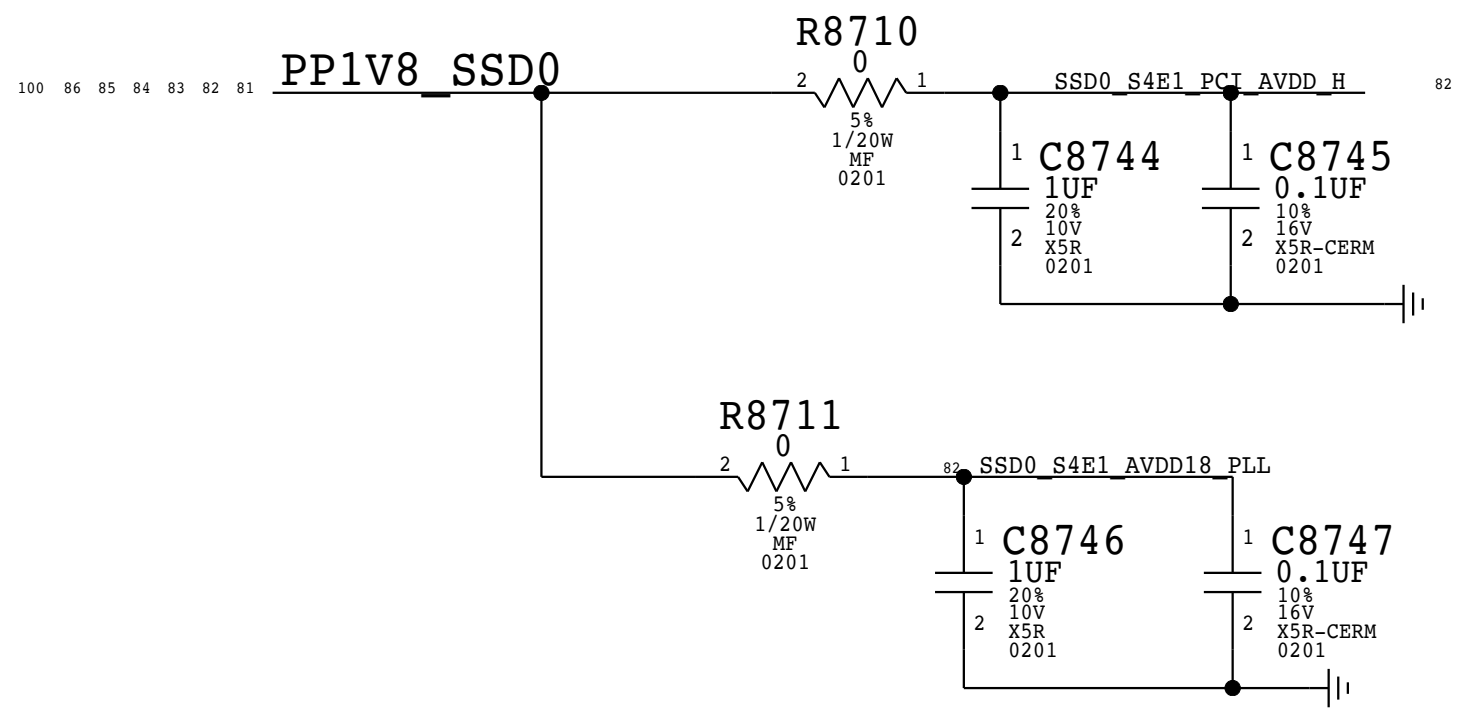 R8710
0
100 86 85 84 83 82 81
PP1V8_SSD0
2
1
SSD0_S4E1_PCI_AVDD_H
82
5%
1/20W
MF
0201
1
C8744
1UF
20%
10V
X5R
0201
2
1
C8745
0.1UF
10%
16V
X5R-CERM
0201
2
R8711
0
2
1
82
SSD0_S4E1_AVDD18_PLL
5%
1/20W
MF
0201
1
C8746
1UF
20%
10V
X5R
0201
2
1
C8747
0.1UF
10%
16V
X5R-CERM
0201
2